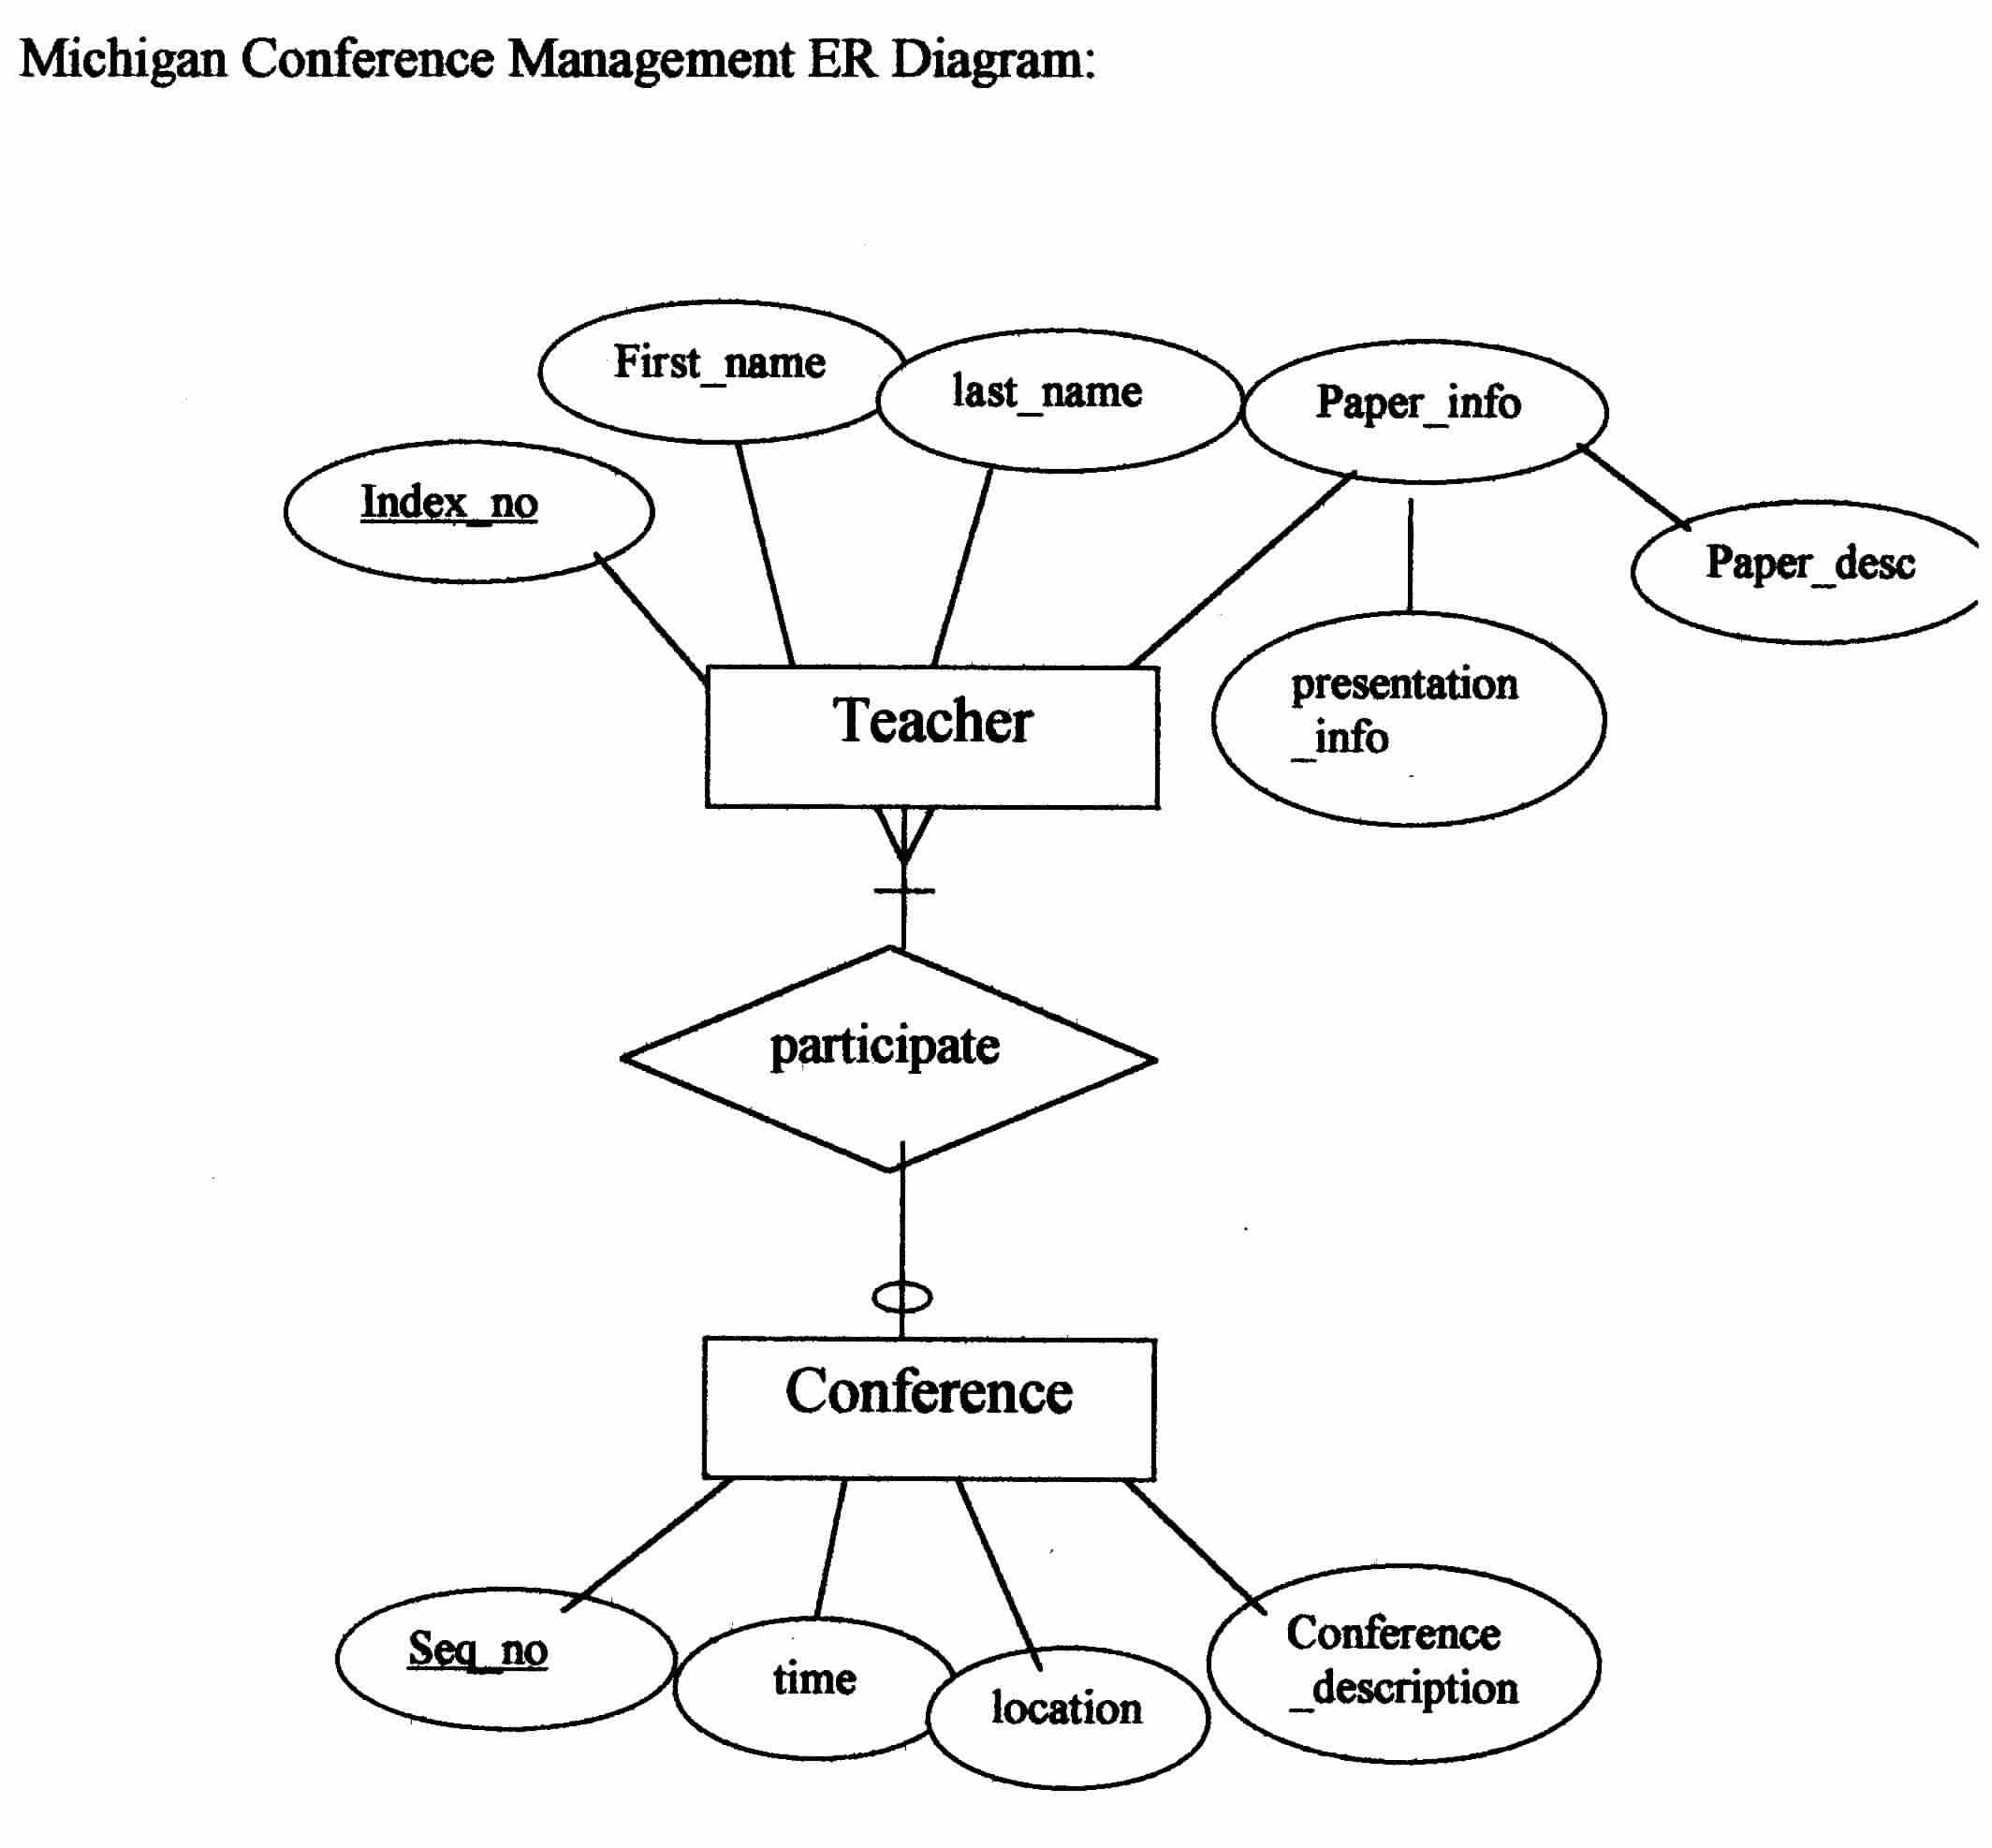 Michigan Conference Management ER Diagram:
First_name
last_name
Paper_info
Index_no
Paper_desc
presentation
_info
Teacher
participate
Conference
Seq_no
time
location
Conference
_description